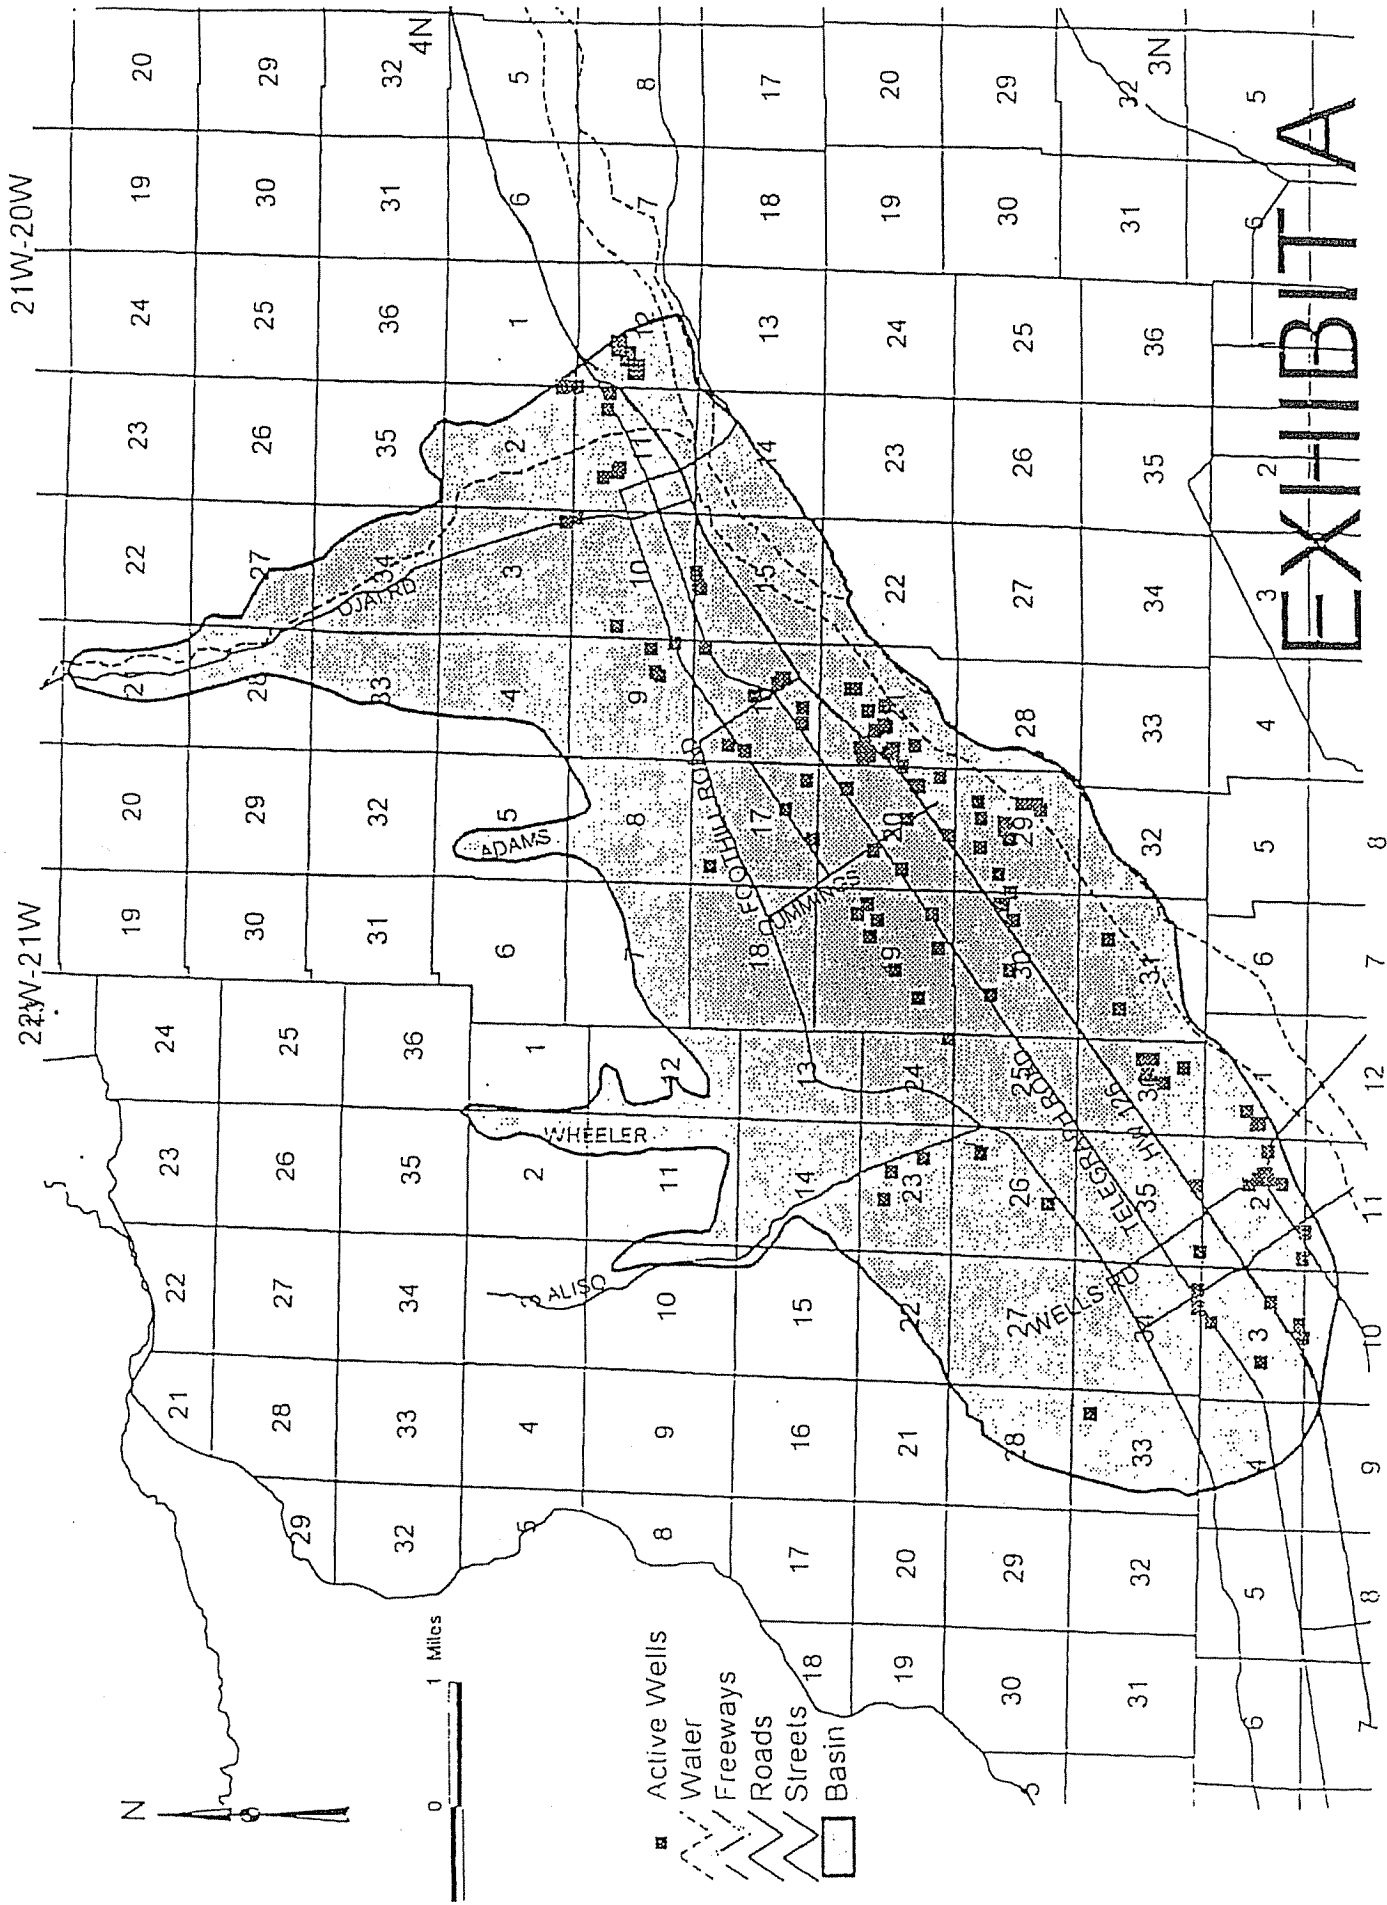 22W-21W
21W-20W
N
21 22 23 24 19 20 21 22 23 24 19 20
29 28 27 26 25 30 29 28 27 26 25 30 29
32 33 34 35 36 31 32 33 34 35 36 31 32
OJAI RD
4N
0 1 Miles
5 4 3 2 1 6 5 4 3 2 1 6 5
ALISO
WHEELER
ADAMS
8 9 10 11 12 7 8 9 10 11 12 7 8
Active Wells
Water
Freeways
Roads
Streets
Basin
FOOTHILL ROAD
18 17 16 15 14 13 18 17 16 15 14 13 18 17
CUMMINGS
19 20 21 22 23 24 19 20 21 22 23 24 19 20
30 29 28 27 26 25 30 29 28 27 26 25 30 29
WELLS RD
TELEGRAPH ROAD
HW 126
31 32 33 34 35 36 31 32 33 34 35 36 31 32
3N
6 5 4 3 2 1 6 5 4 3 2 1 6 5
7 8 9 10 11 12 7 8
EXHIBIT A